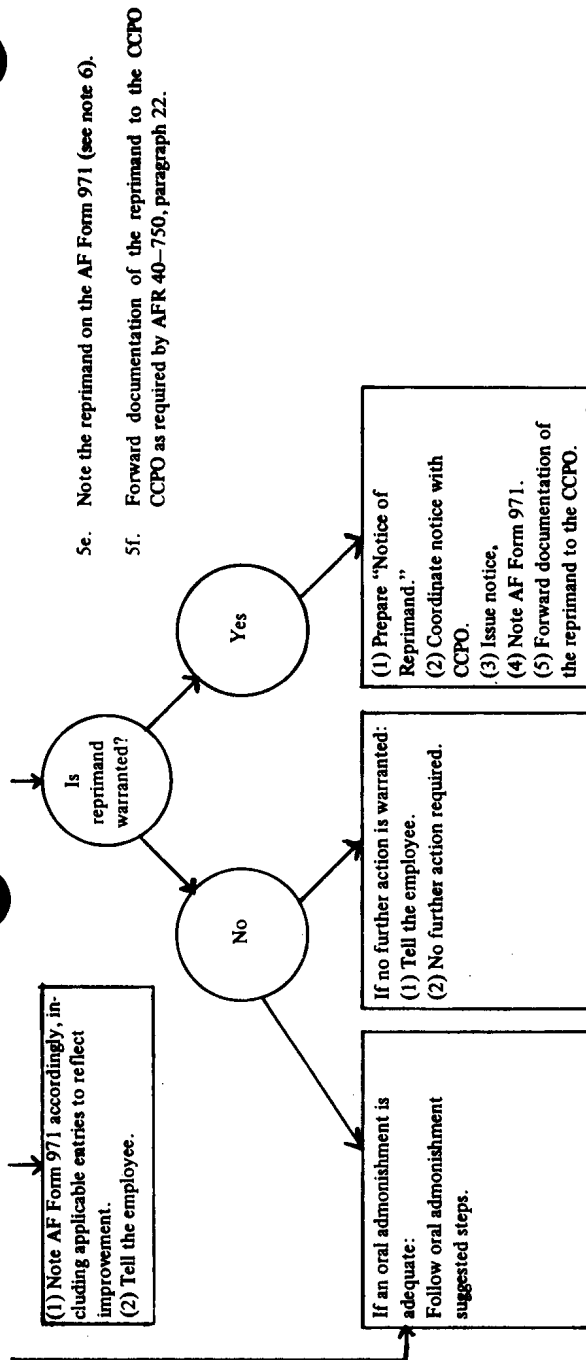 (1) Note AF Form 971 accordingly, in-
cluding applicable entries to reflect
improvement.
(2) Tell the employee.
Is
reprimand
warranted?
No
Yes
If an oral admonishment is
adequate:
Follow oral admonishment
suggested steps.
If no further action is warranted:
(1) Tell the employee.
(2) No further action required.
(1) Prepare “Notice of
Reprimand.”
(2) Coordinate notice with
CCPO.
(3) Issue notice.
(4) Note AF Form 971.
(5) Forward documentation of
the reprimand to the CCPO.
5e. Note the reprimand on the AF Form 971 (see note 6).
5f. Forward documentation of the reprimand to the CCPO
CCPO as required by AFR 40–750, paragraph 22.